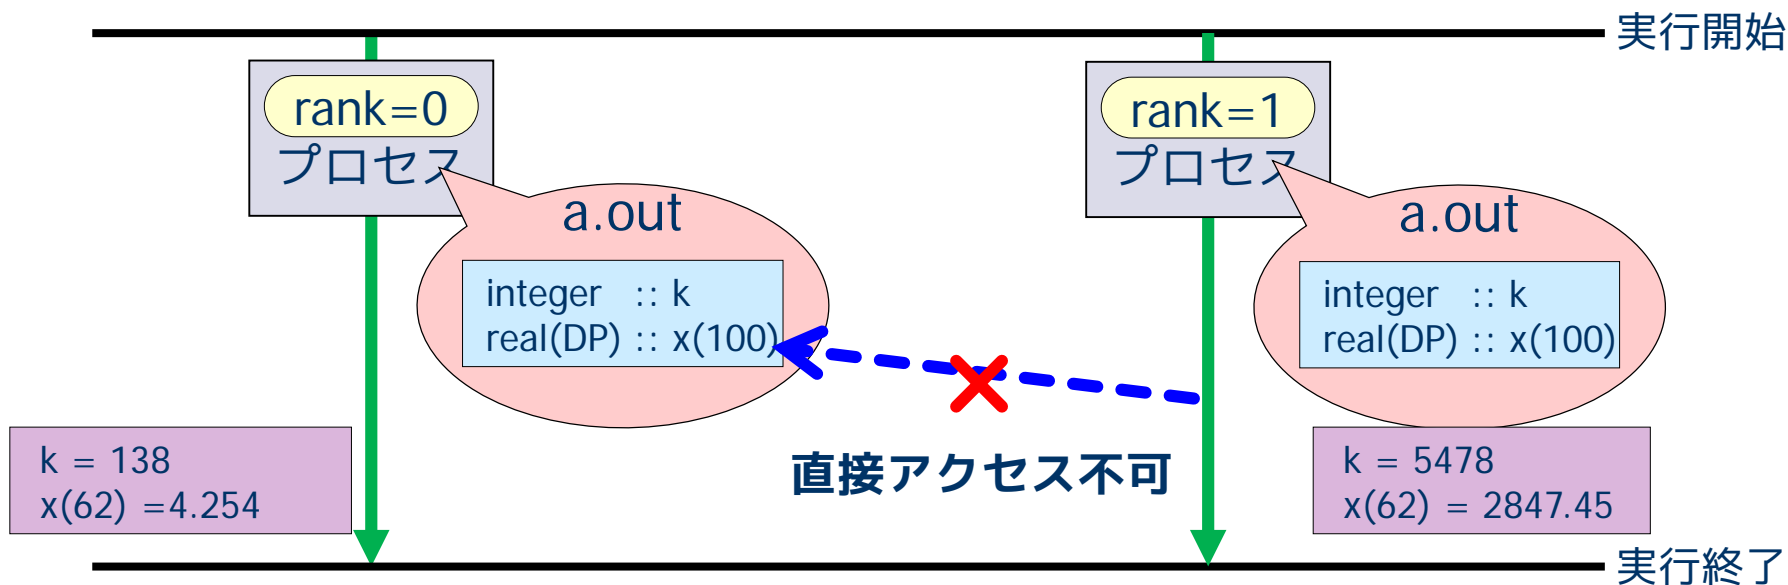 実行開始
rank=0
プロセス
a.out
integer :: k
real(DP) :: x(100)
k = 138
x(62) =4.254
直接アクセス不可
rank=1
プロセス
a.out
integer :: k
real(DP) :: x(100)
k = 5478
x(62) = 2847.45
実行終了